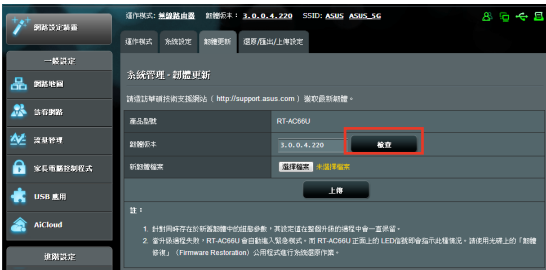 運作模式: 無線路由器 韌體版本: 3.0.0.4.220 SSID: ASUS ASUS_5G
網路設定精靈
運作模式 系統設定 韌體更新 還原/匯出/上傳設定
一般設定
系統管理 - 韌體更新
網路地圖
請造訪華碩技術支援網站 ( http://support.asus.com ) 獲取最新韌體。
訪客網路
產品型號 RT-AC66U
流量管理
韌體版本 3.0.0.4.220 檢查
家長電腦控制程式
新韌體檔案 選擇檔案 未選擇檔案
上傳
USB 應用
註:
AiCloud
1. 針對同時存在於新舊韌體中的組態參數,其設定值在整個升級的過程中會一直保留。
2. 當升級過程失敗,RT-AC66U 會自動進入緊急模式。而 RT-AC66U 正面上的 LED信號即會指示此種情況。請使用光碟上的「韌體
修復」(Firmware Restoration)公用程式進行系統還原作業。
進階設定